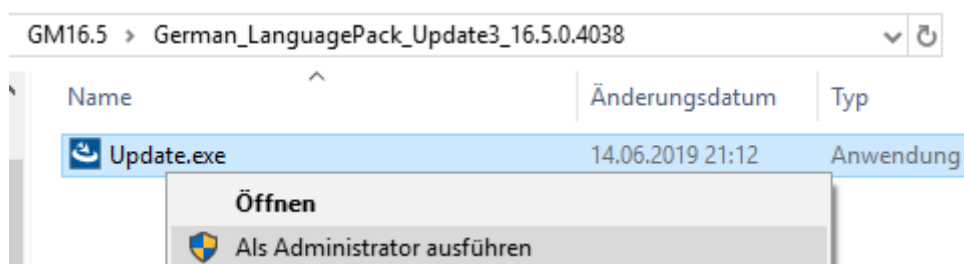 GM16.5 > German_LanguagePack_Update3_16.5.0.4038
Name Änderungsdatum Typ
Update.exe 14.06.2019 21:12 Anwendung
Öffnen
Als Administrator ausführen